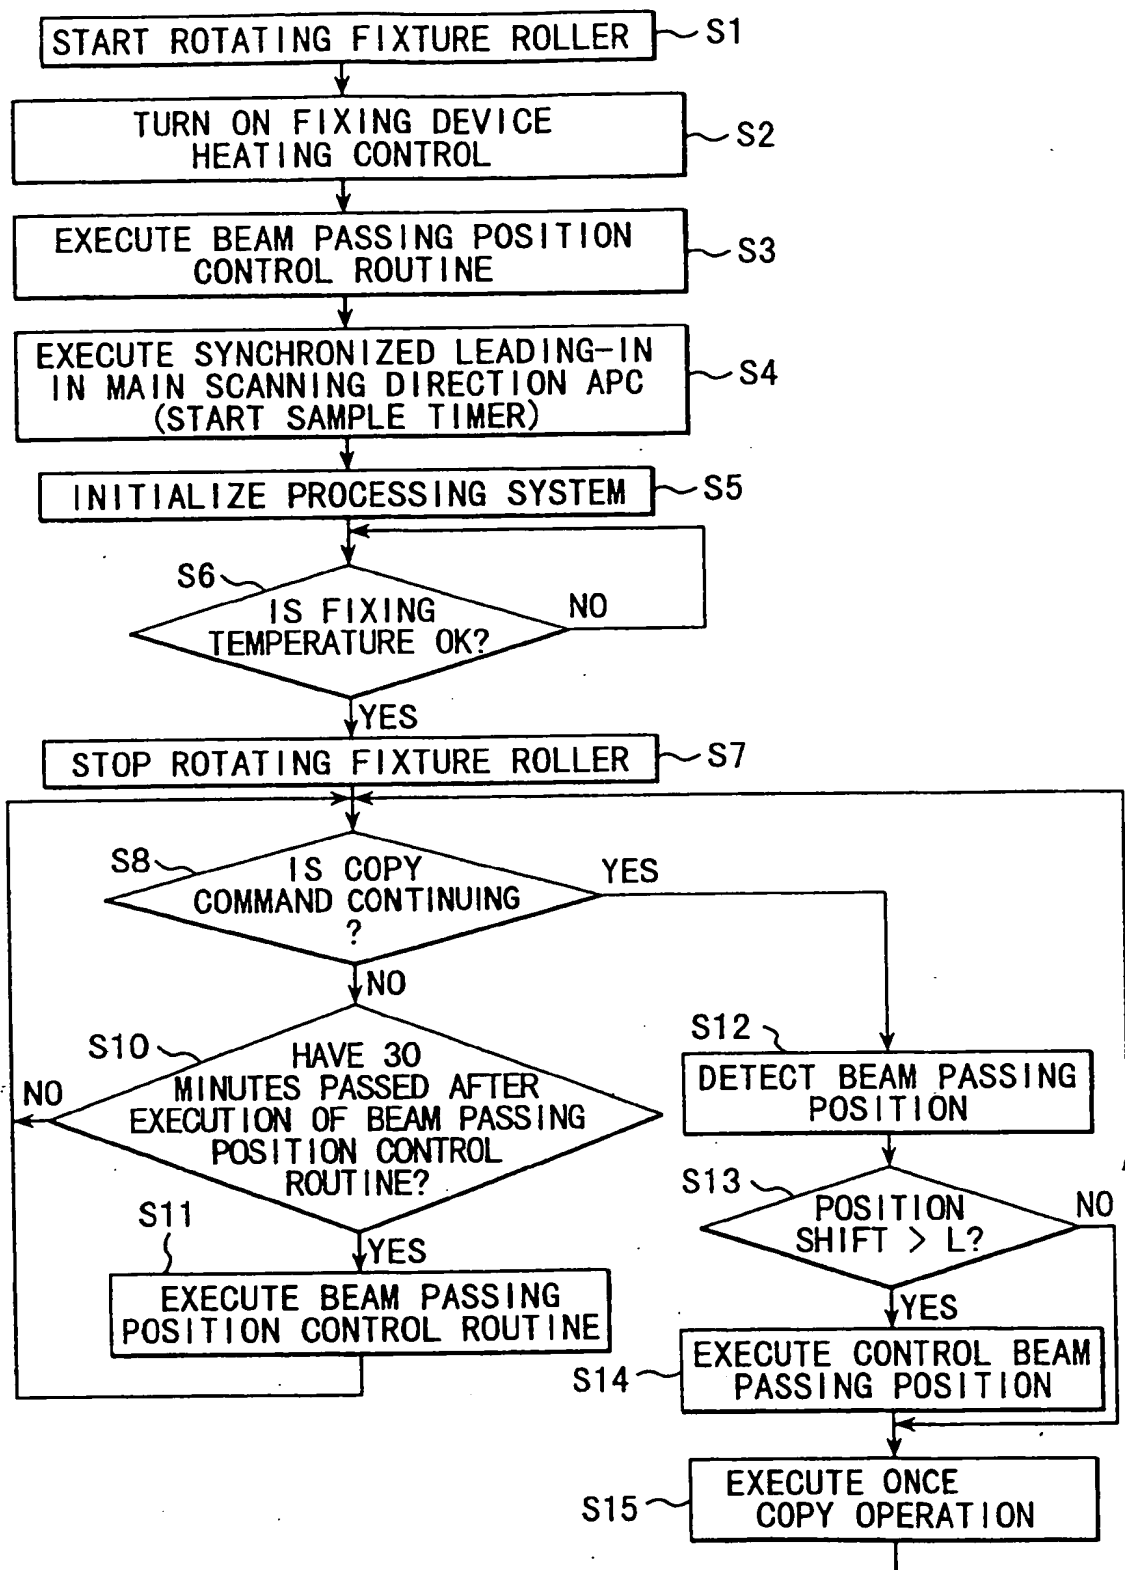 START ROTATING FIXTURE ROLLER
S1
TURN ON FIXING DEVICE
HEATING CONTROL
S2
EXECUTE BEAM PASSING POSITION
CONTROL ROUTINE
S3
EXECUTE SYNCHRONIZED LEADING-IN
IN MAIN SCANNING DIRECTION APC
(START SAMPLE TIMER)
S4
INITIALIZE PROCESSING SYSTEM
S5
S6
IS FIXING
TEMPERATURE OK?
NO
YES
STOP ROTATING FIXTURE ROLLER
S7
S8
IS COPY
COMMAND CONTINUING
?
YES
NO
S10
HAVE 30
MINUTES PASSED AFTER
EXECUTION OF BEAM PASSING
POSITION CONTROL
ROUTINE?
NO
YES
S11
EXECUTE BEAM PASSING
POSITION CONTROL ROUTINE
S12
DETECT BEAM PASSING
POSITION
S13
POSITION
SHIFT > L?
NO
YES
S14
EXECUTE CONTROL BEAM
PASSING POSITION
S15
EXECUTE ONCE
COPY OPERATION